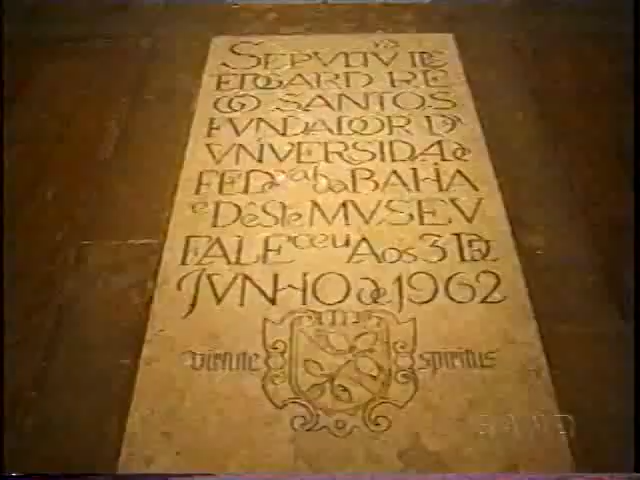 SEPVLTVRA DE
EDGARD RE
GO SANTOS
FVNDADOR DA
VNIVERSIDADE
FEDERAL DA BAHIA
e DeSte MVSEV
FALECeu AoS 3 DE
JVNHO de 1962
virtute spiritus
BAND